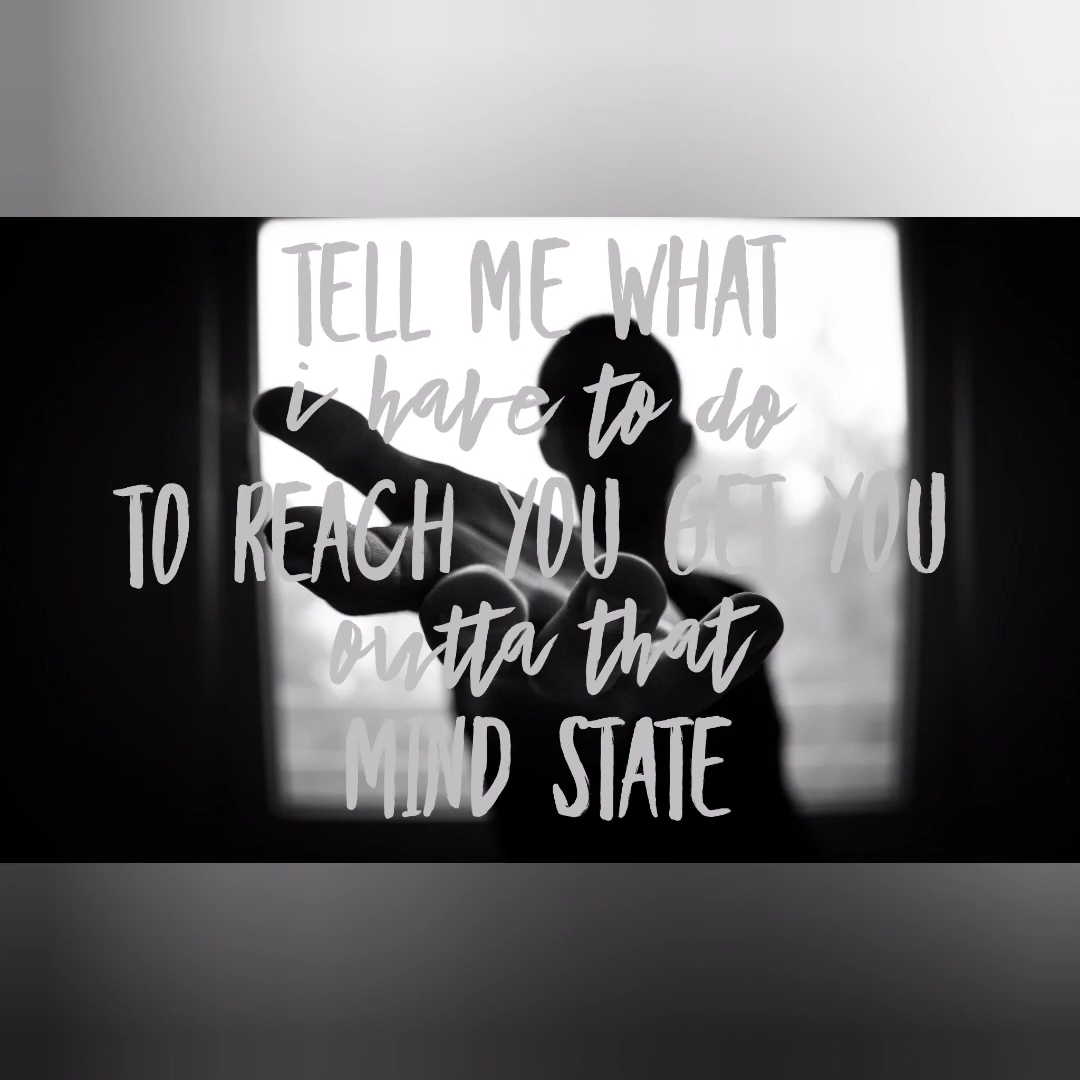 TELL ME WHAT
i have to do
TO REACH YOU GET YOU
outta that
MIND STATE